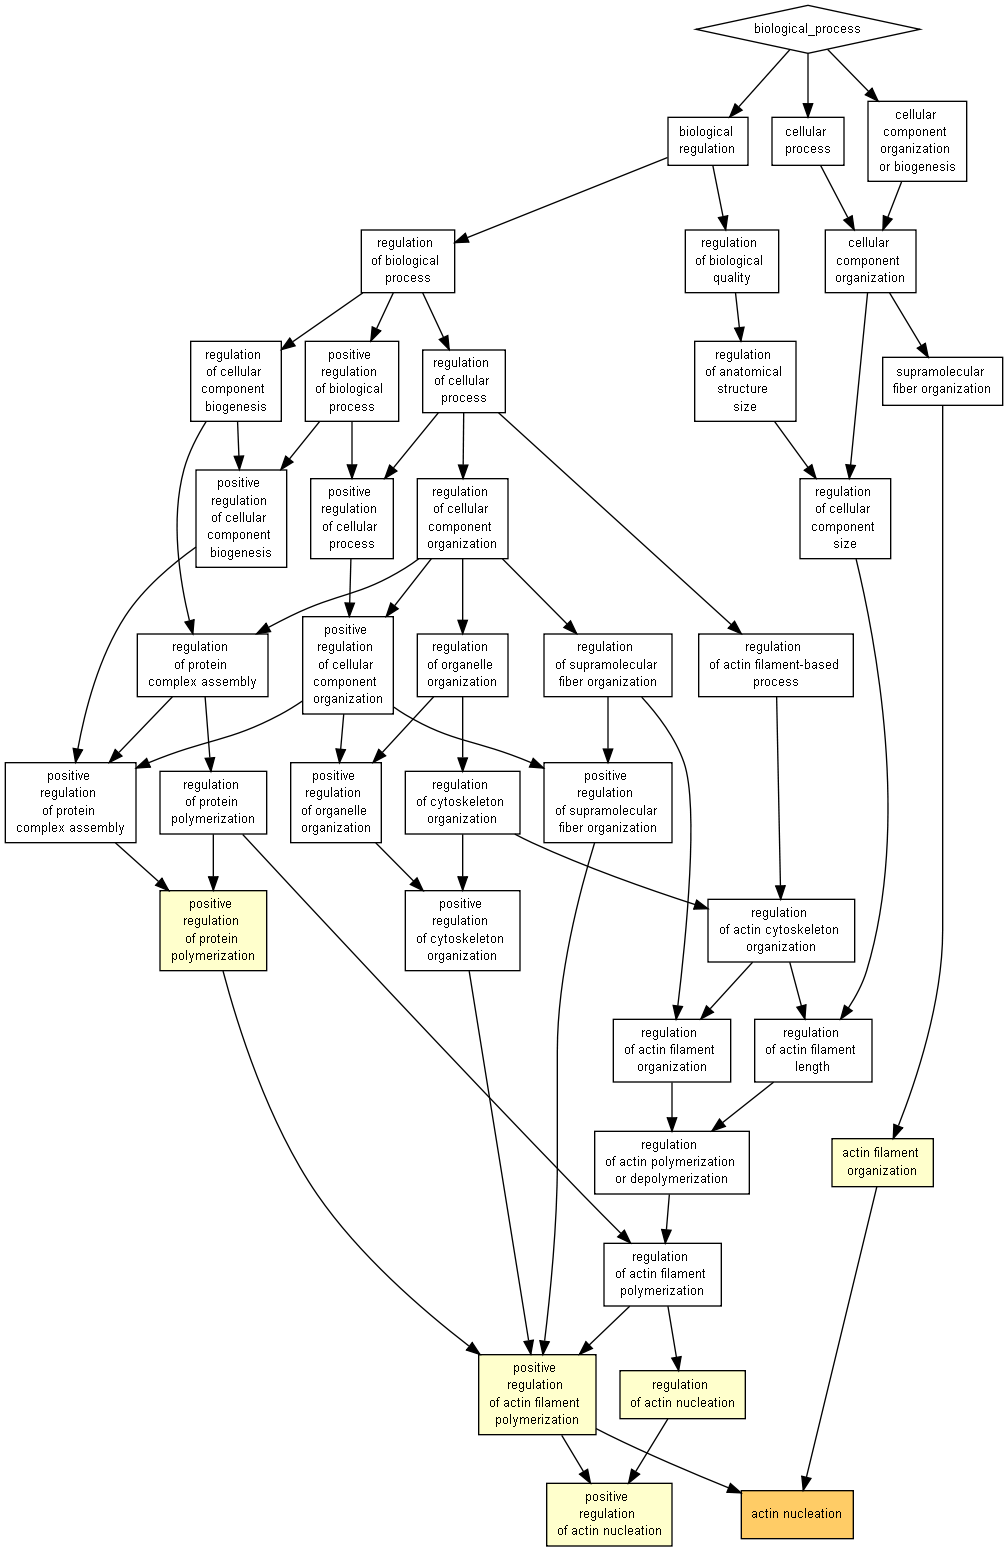 biological_process
biological
regulation
cellular
process
cellular
component
organization
or biogenesis
regulation
of biological
process
regulation
of biological
quality
cellular
component
organization
regulation
of cellular
component
biogenesis
positive
regulation
of biological
process
regulation
of cellular
process
regulation
of anatomical
structure
size
supramolecular
fiber organization
positive
regulation
of cellular
component
biogenesis
positive
regulation
of cellular
process
regulation
of cellular
component
organization
regulation
of cellular
component
size
regulation
of protein
complex assembly
positive
regulation
of cellular
component
organization
regulation
of organelle
organization
regulation
of supramolecular
fiber organization
regulation
of actin filament-based
process
positive
regulation
of protein
complex assembly
regulation
of protein
polymerization
positive
regulation
of organelle
organization
regulation
of cytoskeleton
organization
positive
regulation
of supramolecular
fiber organization
positive
regulation
of protein
polymerization
positive
regulation
of cytoskeleton
organization
regulation
of actin cytoskeleton
organization
regulation
of actin filament
organization
regulation
of actin filament
length
regulation
of actin polymerization
or depolymerization
actin filament
organization
regulation
of actin filament
polymerization
positive
regulation
of actin filament
polymerization
regulation
of actin nucleation
positive
regulation
of actin nucleation
actin nucleation